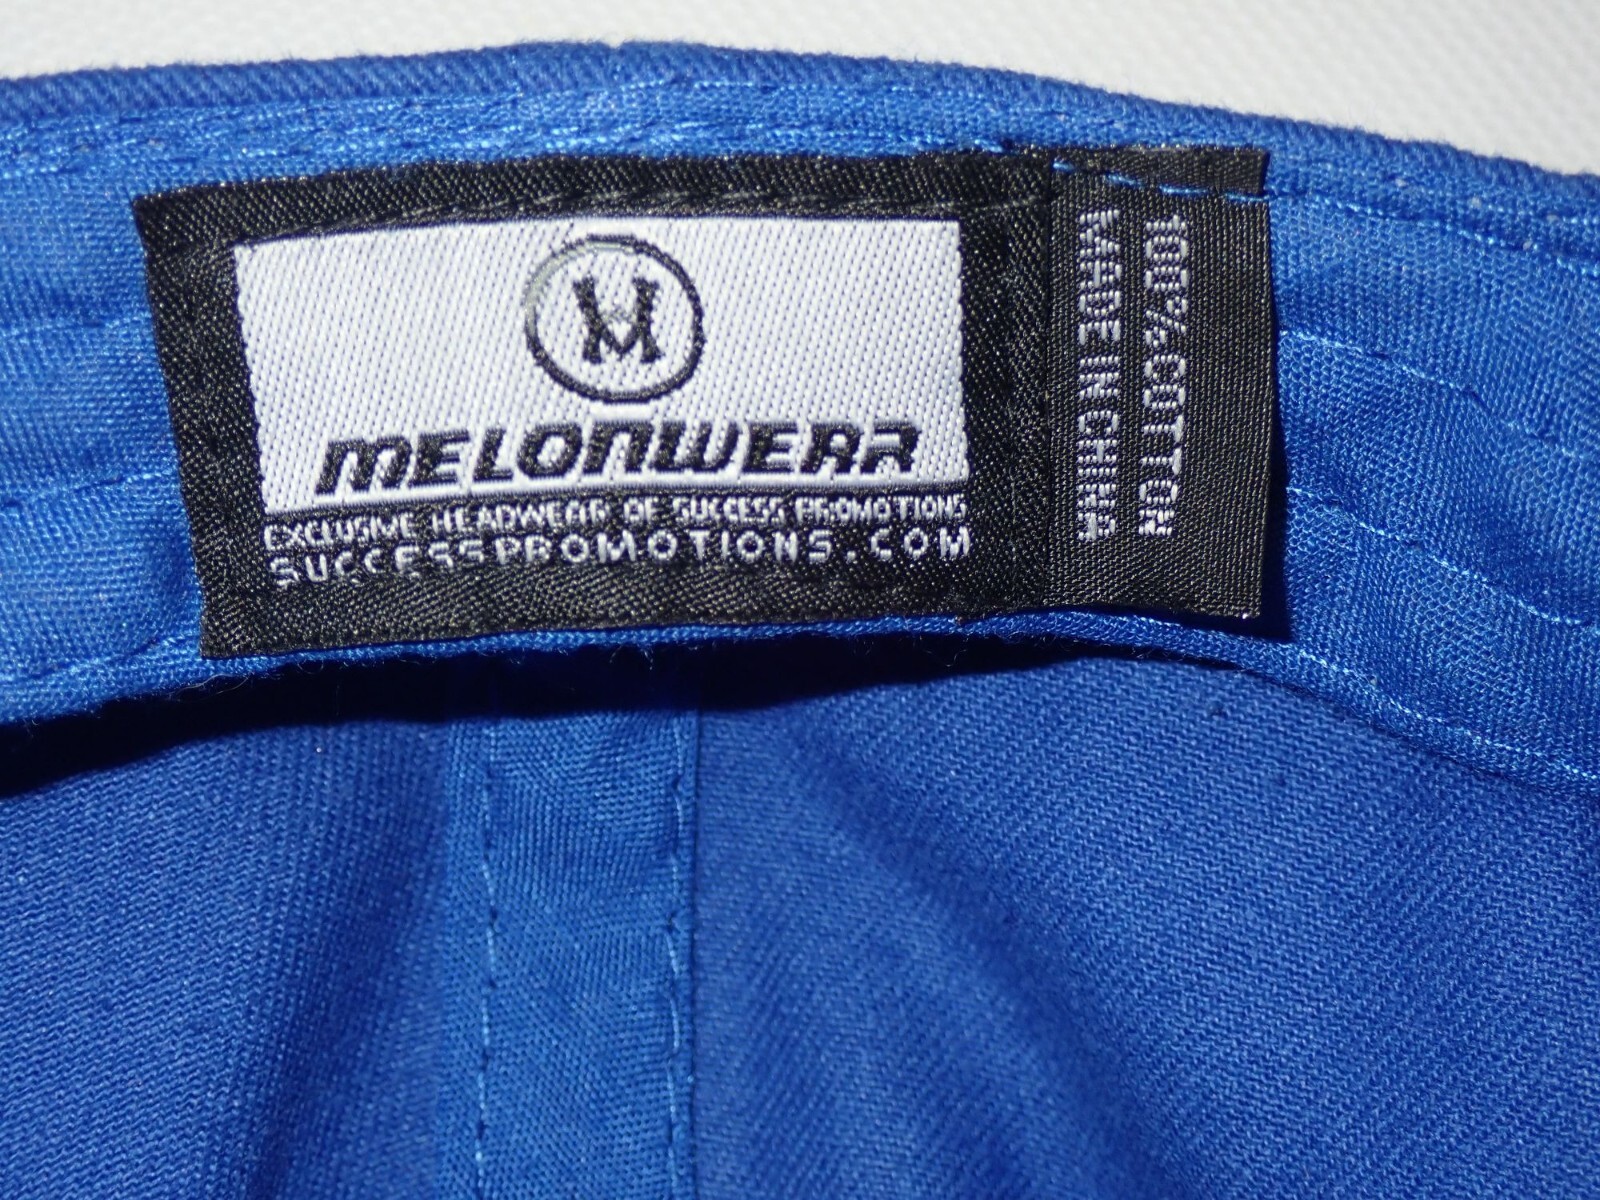 M
MELONWEAR
EXCLUSIVE HEADWEAR OF SUCCESS PROMOTIONS
SUCCESSPROMOTIONS.COM
100% COTTON
MADE IN CHINA